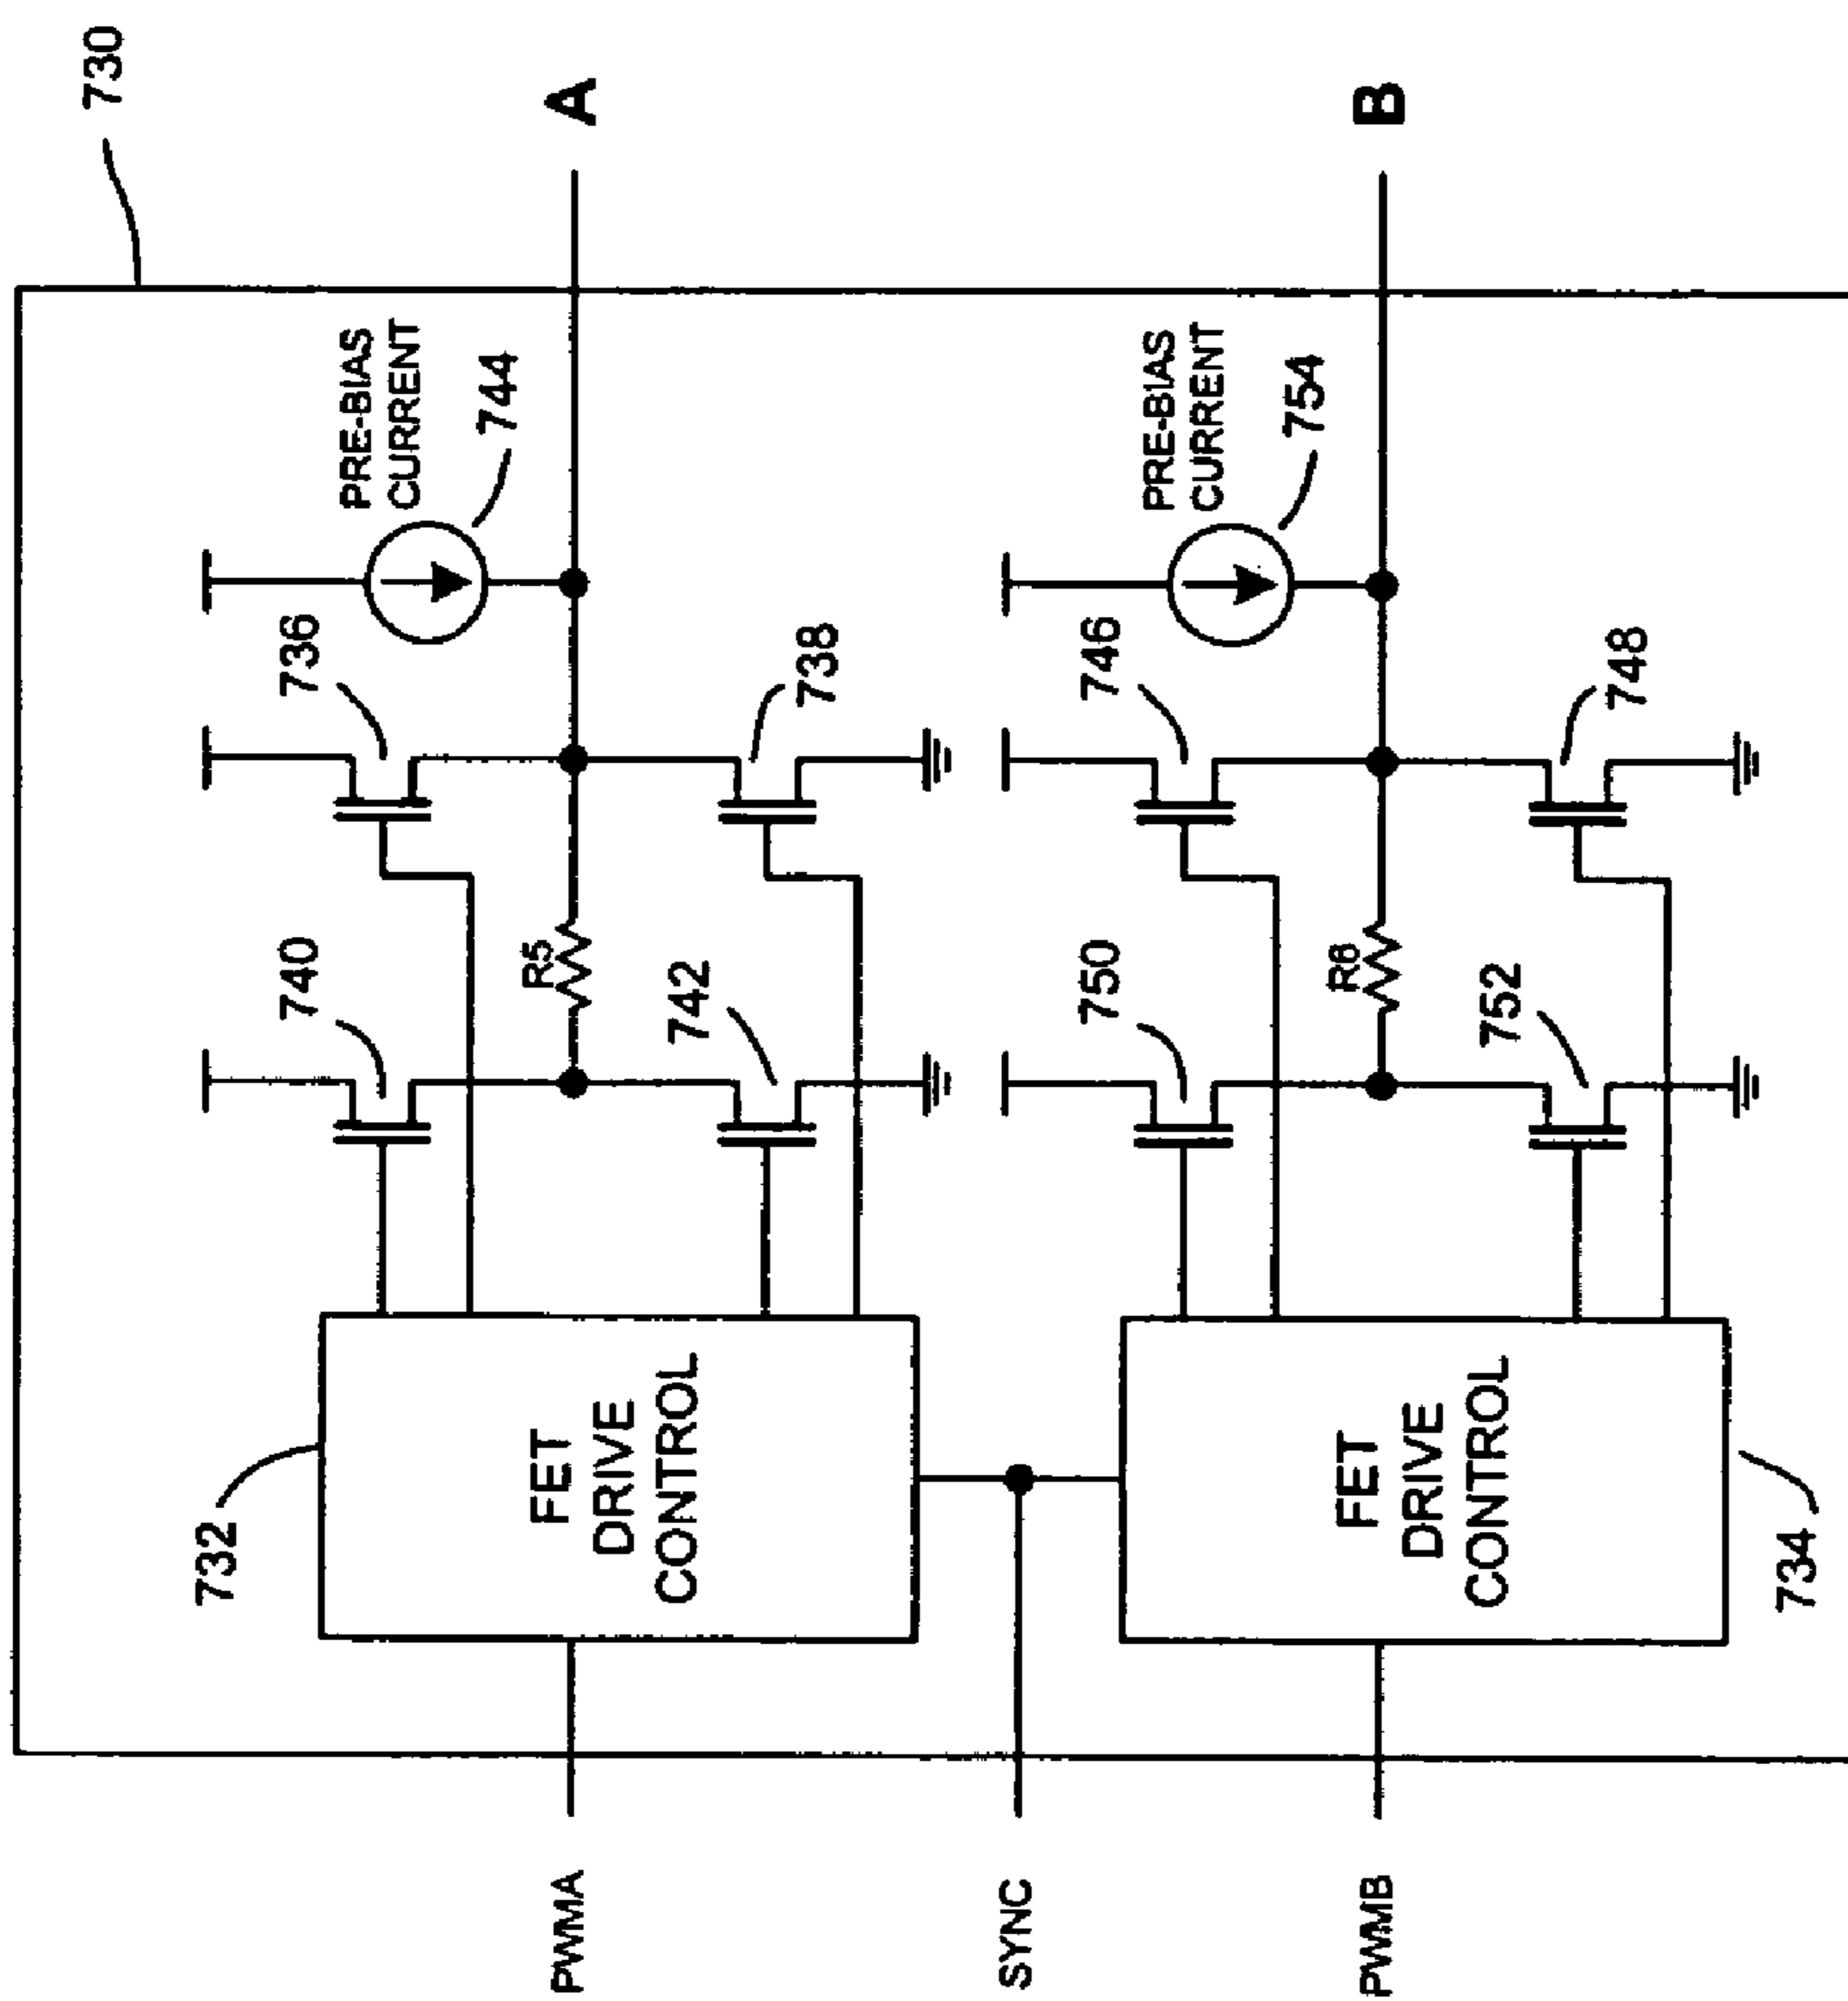 730
A
B
PRE-BIAS
CURRENT
744
PRE-BIAS
CURRENT
754
736
738
746
748
740
R5
742
750
R6
752
732
FET
DRIVE
CONTROL
FET
DRIVE
CONTROL
734
PWMA
SYNC
PWMB